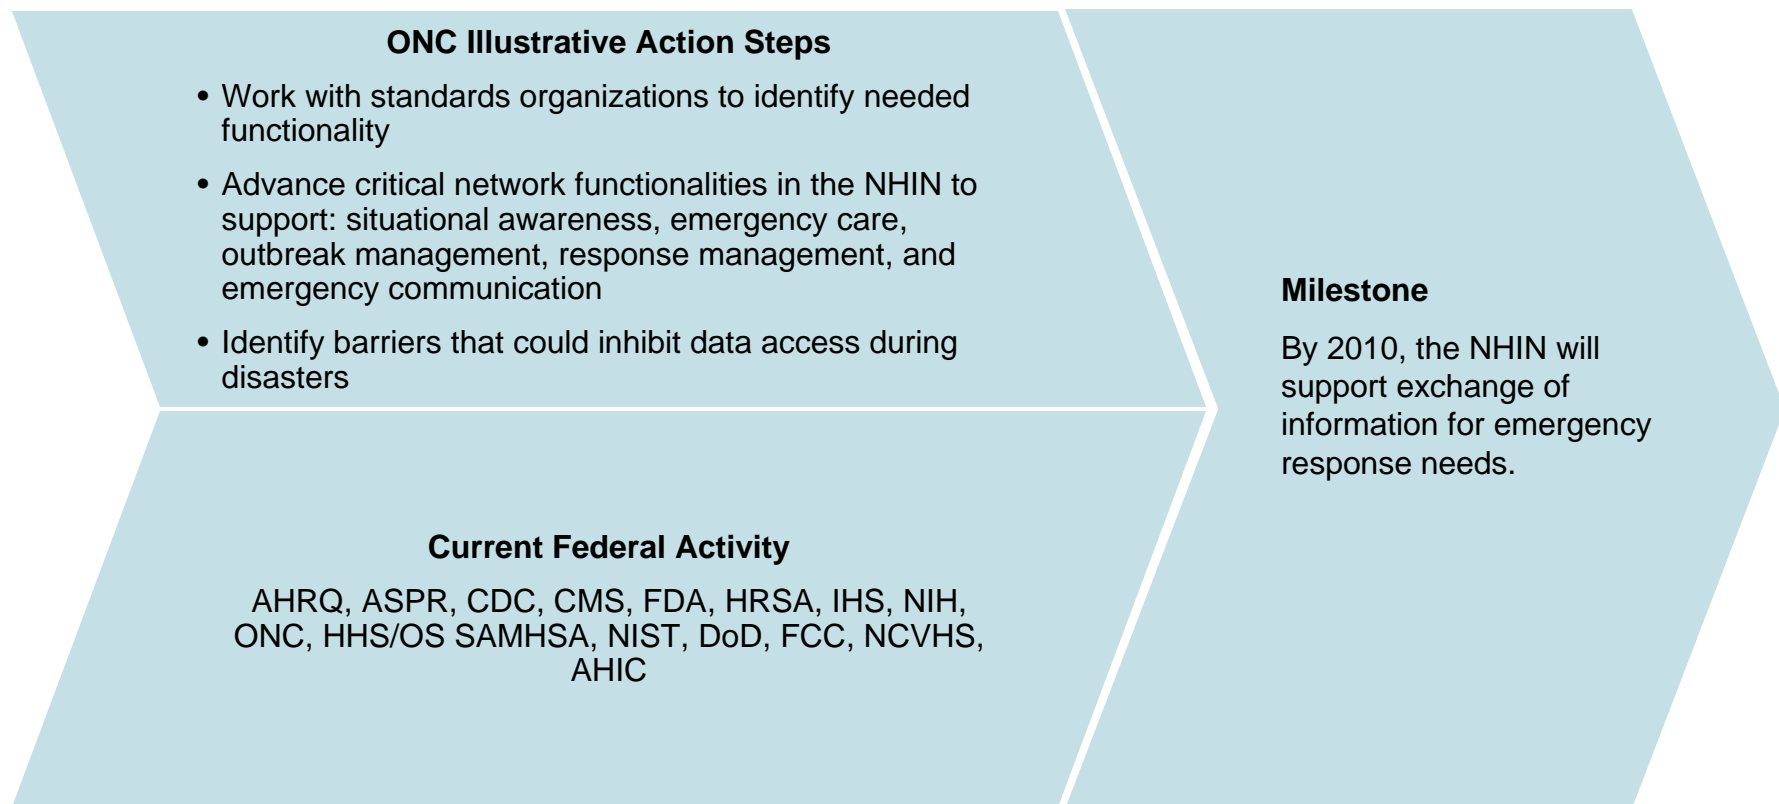 ONC Illustrative Action Steps
• Work with standards organizations to identify needed
functionality
• Advance critical network functionalities in the NHIN to
support: situational awareness, emergency care,
outbreak management, response management, and
emergency communication
• Identify barriers that could inhibit data access during
disasters
Current Federal Activity
AHRQ, ASPR, CDC, CMS, FDA, HRSA, IHS, NIH,
ONC, HHS/OS SAMHSA, NIST, DoD, FCC, NCVHS,
AHIC
Milestone
By 2010, the NHIN will
support exchange of
information for emergency
response needs.